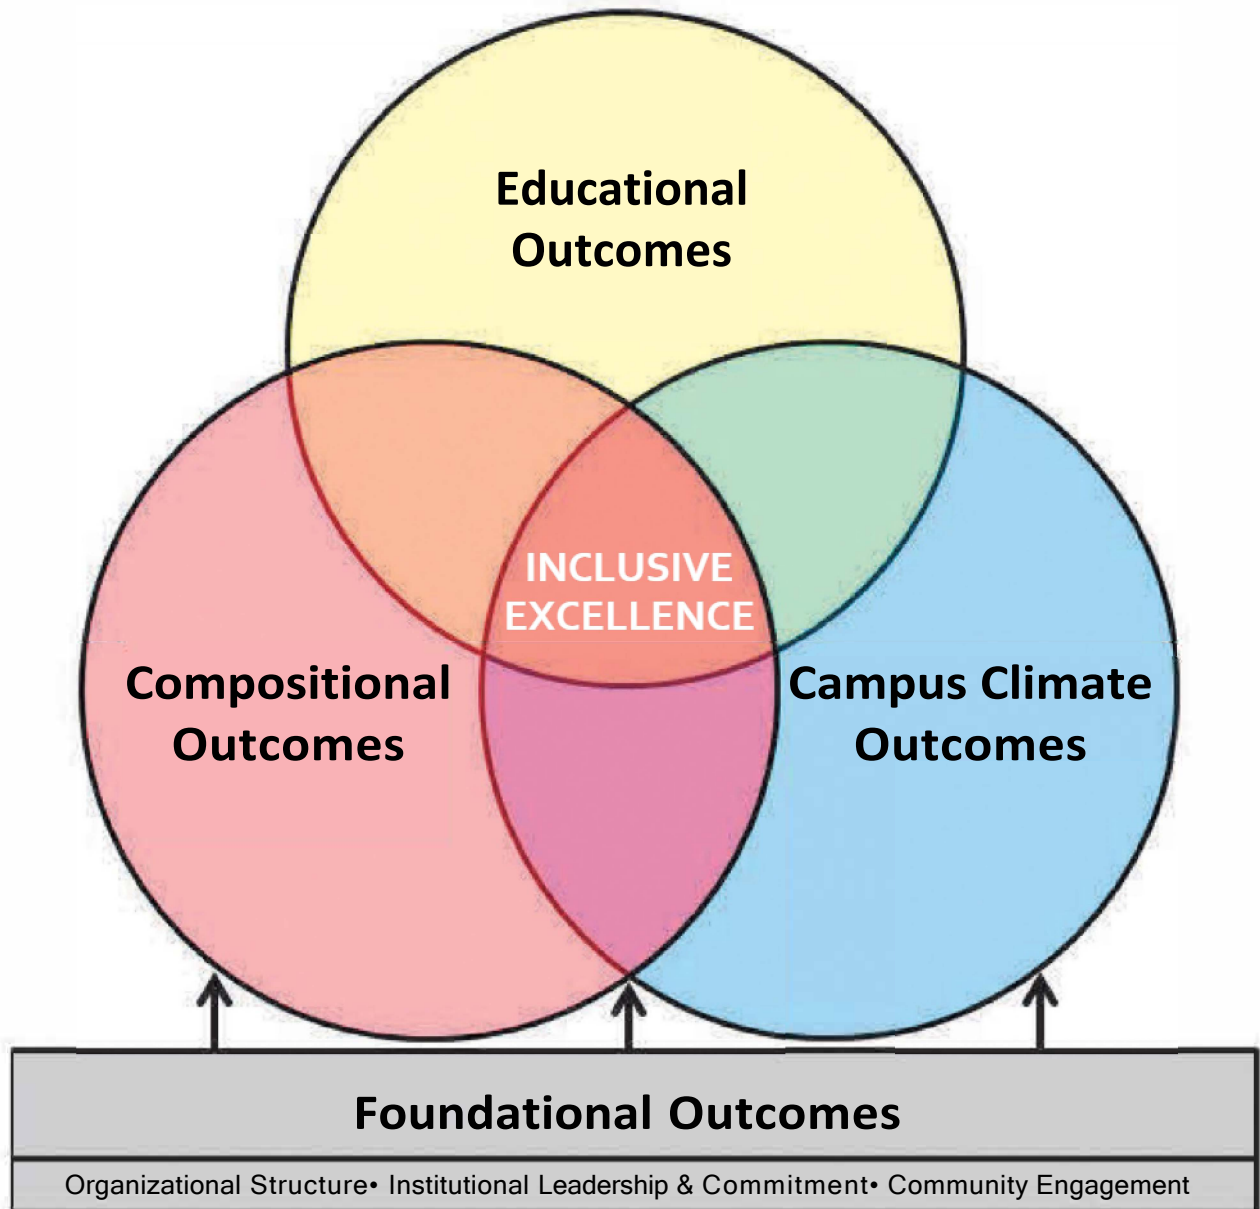 Educational
Outcomes
INCLUSIVE
EXCELLENCE
Compositional
Outcomes
Campus Climate
Outcomes
Foundational Outcomes
Organizational Structure• Institutional Leadership & Commitment• Community Engagement